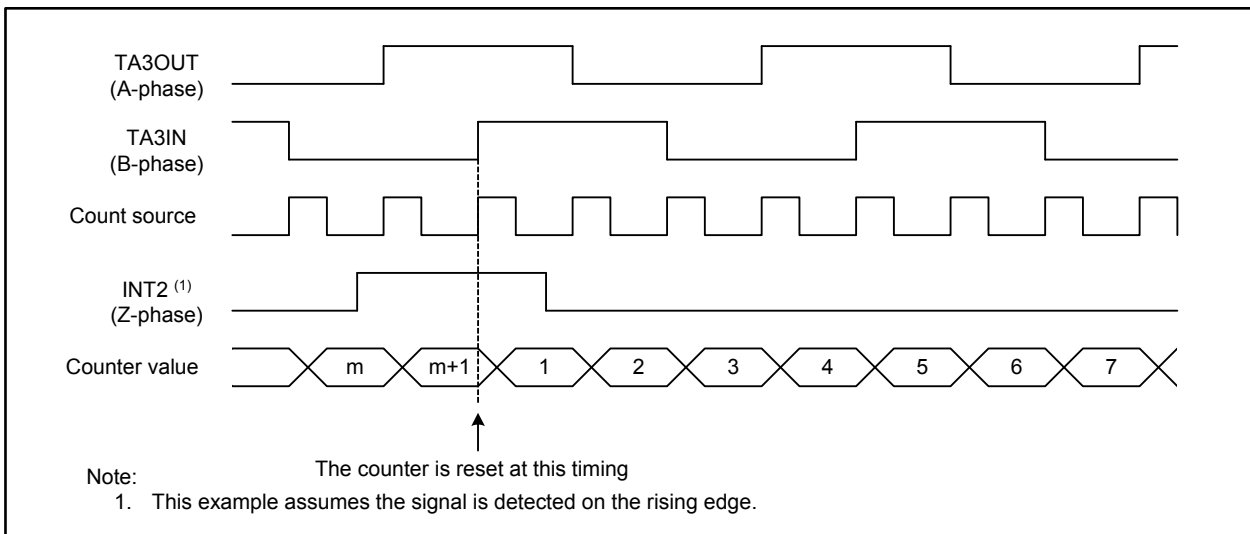 TA3OUT
(A-phase)
TA3IN
(B-phase)
Count source
INT2 (1)
(Z-phase)
Counter value
m
m+1
1
2
3
4
5
6
7
The counter is reset at this timing
Note:
1. This example assumes the signal is detected on the rising edge.